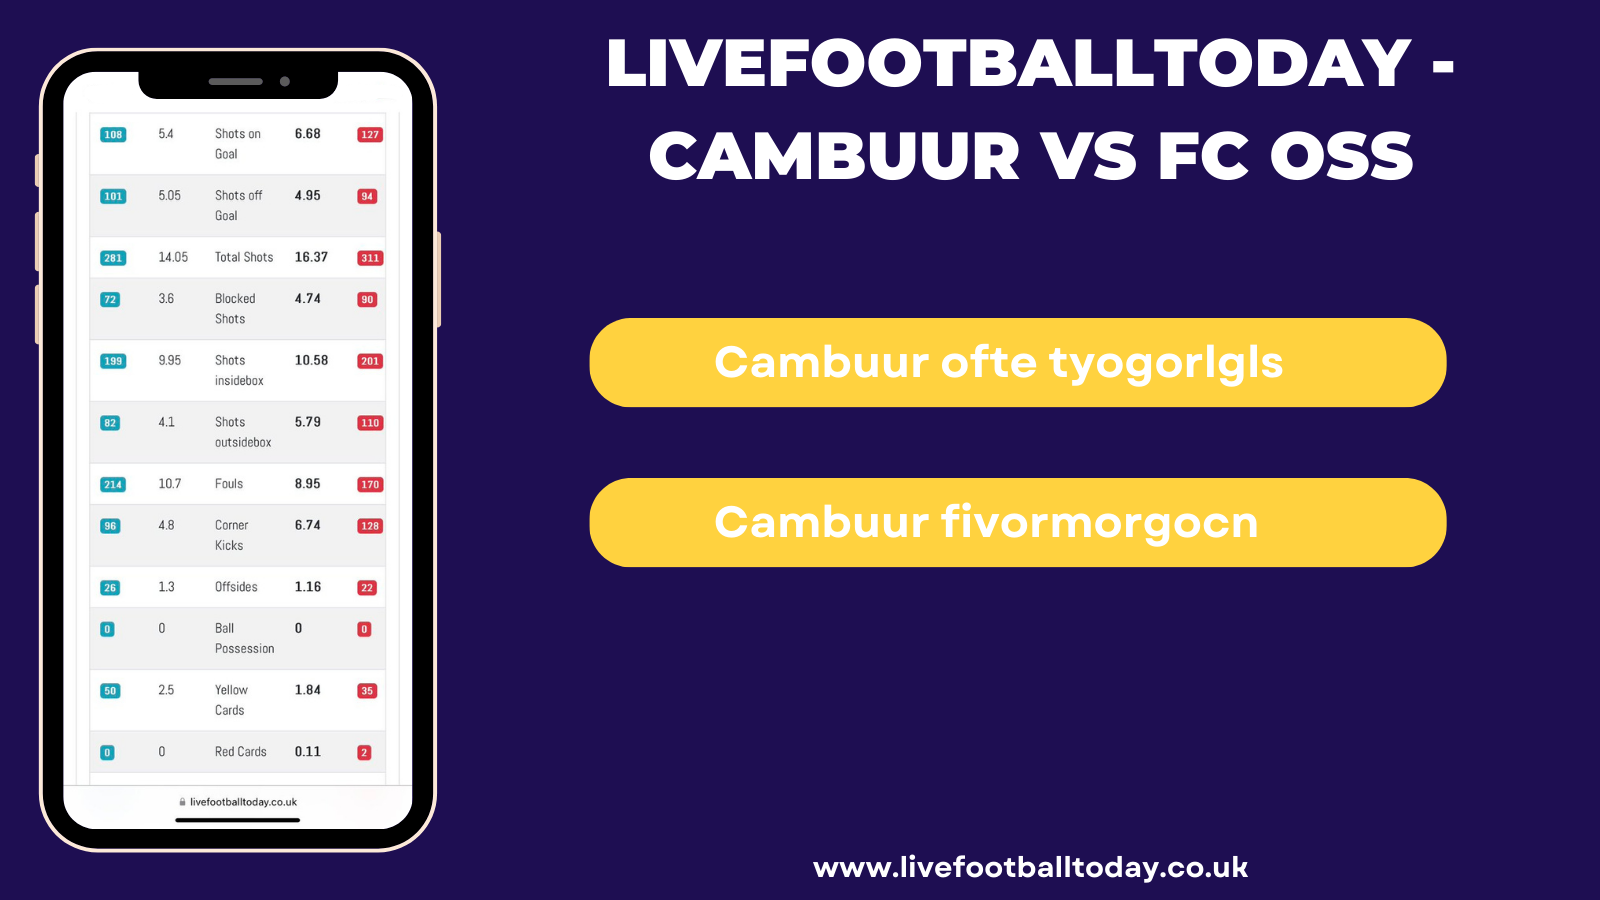 LIVEFOOTBALLTODAY -
CAMBUUR VS FC OSS
108 5.4 Shots on Goal 6.68 127
101 5.05 Shots off Goal 4.95 94
281 14.05 Total Shots 16.37 311
72 3.6 Blocked Shots 4.74 90
199 9.95 Shots insidebox 10.58 201
82 4.1 Shots outsidebox 5.79 110
214 10.7 Fouls 8.95 170
96 4.8 Corner Kicks 6.74 128
26 1.3 Offsides 1.16 22
0 0 Ball Possession 0 0
50 2.5 Yellow Cards 1.84 35
0 0 Red Cards 0.11 2
livefootballtoday.co.uk
Cambuur ofte tyogorlgls
Cambuur fivormorgocn
www.livefootballtoday.co.uk